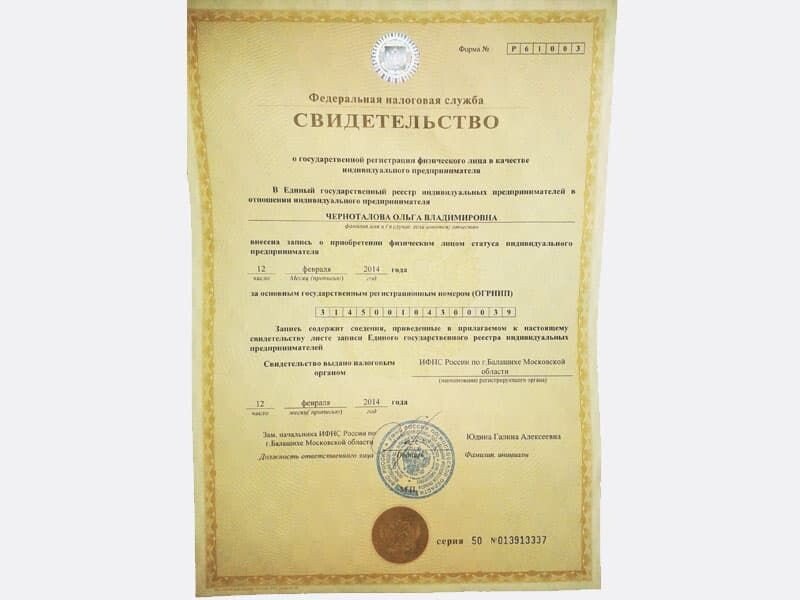 Форма № Р 6 1 0 0 3
Федеральная налоговая служба
СВИДЕТЕЛЬСТВО
о государственной регистрации физического лица в качестве
индивидуального предпринимателя
В Единый государственный реестр индивидуальных предпринимателей в
отношении индивидуального предпринимателя
ЧЕРНОТАЛОВА ОЛЬГА ВЛАДИМИРОВНА
фамилия имя и ( в случае, если имеется) отчество
внесена запись о приобретении физическим лицом статуса индивидуального
предпринимателя
12 февраля 2014 года
число Месяц (прописью) год
за основным государственным регистрационным номером (ОГРНИП)
3 1 4 5 0 0 1 0 4 3 0 0 0 3 9
Запись содержит сведения, приведенные в прилагаемом к настоящему
свидетельству листе записи Единого государственного реестра индивидуальных
предпринимателей
Свидетельство выдано налоговым
органом
ИФНС России по г.Балашихе Московской
области
(наименование регистрирующего органа)
12 февраля 2014 года
число месяц( прописью) год
Зам. начальника ИФНС России по
г.Балашихе Московской области
Юдина Галина Алексеевна
Должность ответственного лица
Фамилия, инициалы
М.П.
серия 50 №013913337